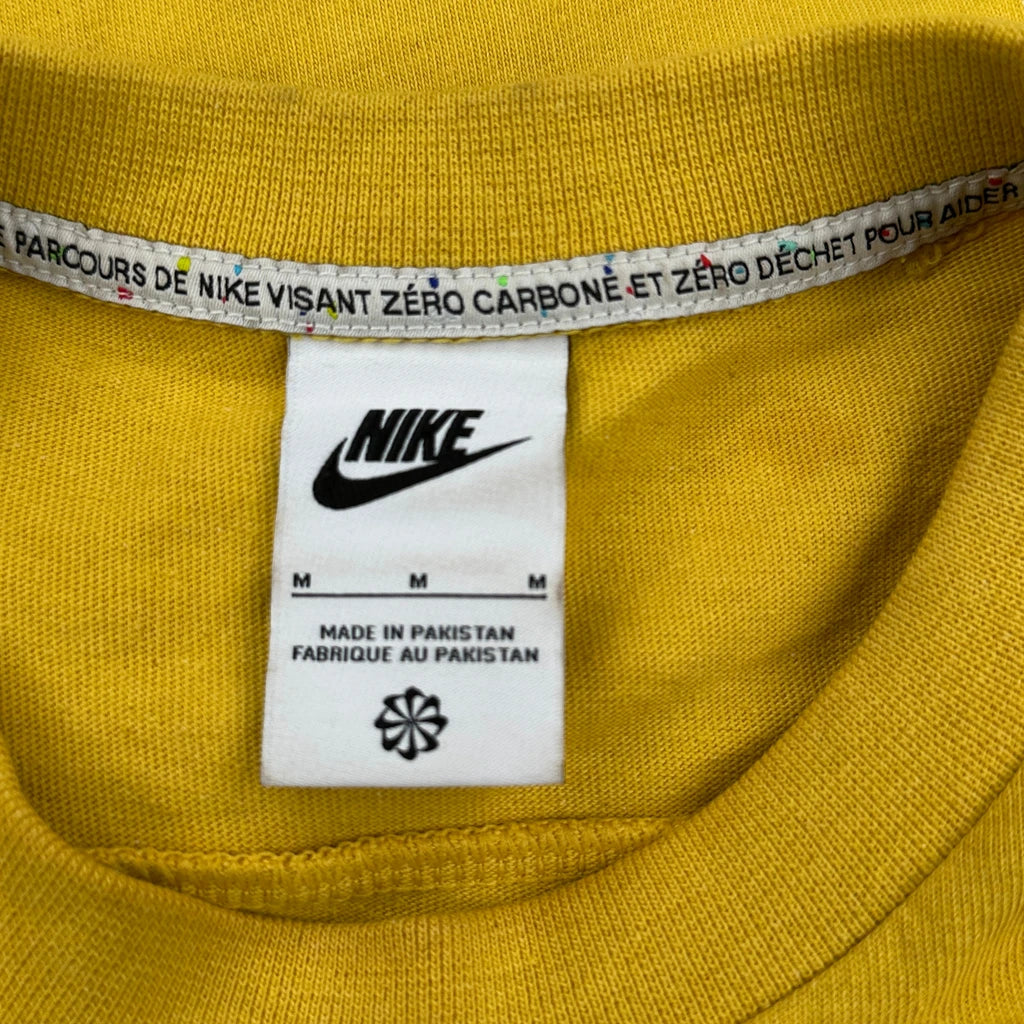 PARCOURS DE NIKE VISANT ZÉRO CARBONE ET ZÉRO DÉCHET POUR AIDER
NIKE
M M M
MADE IN PAKISTAN
FABRIQUE AU PAKISTAN